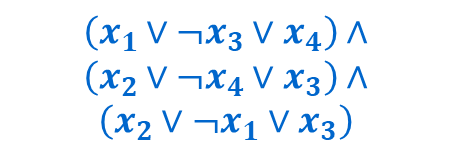 (x₁ ∨ ¬x₃ ∨ x₄) ∧
(x₂ ∨ ¬x₄ ∨ x₃) ∧
(x₂ ∨ ¬x₁ ∨ x₃)